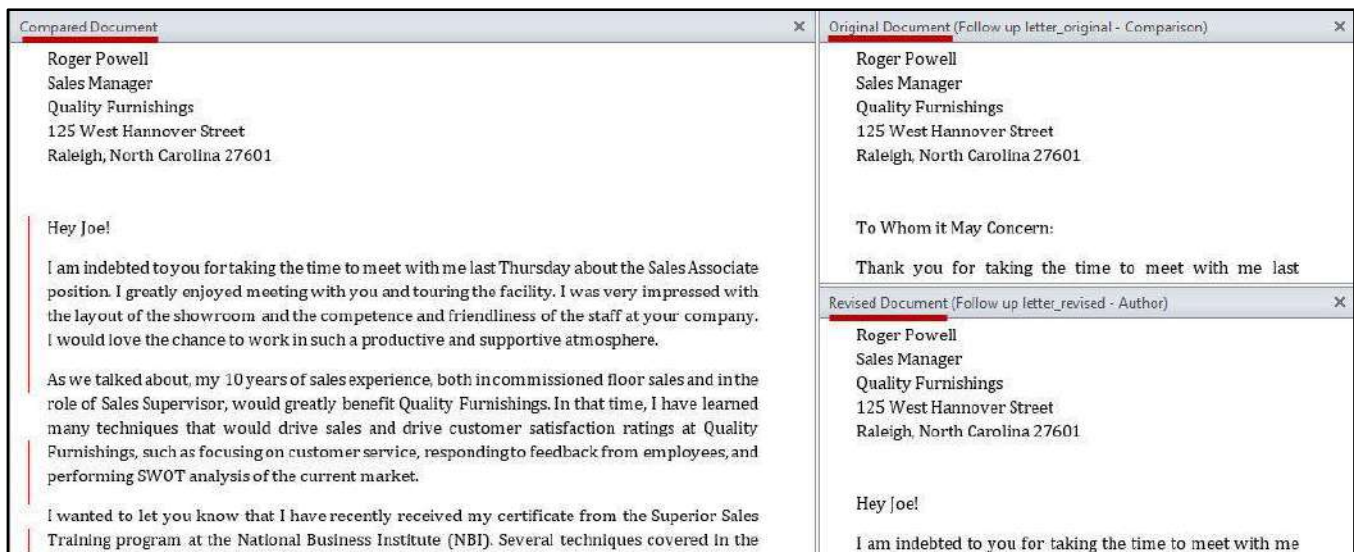 Compared Document
Roger Powell
Sales Manager
Quality Furnishings
125 West Hannover Street
Raleigh, North Carolina 27601
Hey Joe!
I am indebted to you for taking the time to meet with me last Thursday about the Sales Associate
position. I greatly enjoyed meeting with you and touring the facility. I was very impressed with
the layout of the showroom and the competence and friendliness of the staff at your company.
I would love the chance to work in such a productive and supportive atmosphere.
As we talked about, my 10 years of sales experience, both in commissioned floor sales and in the
role of Sales Supervisor, would greatly benefit Quality Furnishings. In that time, I have learned
many techniques that would drive sales and drive customer satisfaction ratings at Quality
Furnishings, such as focusing on customer service, responding to feedback from employees, and
performing SWOT analysis of the current market.
I wanted to let you know that I have recently received my certificate from the Superior Sales
Training program at the National Business Institute (NBI). Several techniques covered in the
Original Document (Follow up letter_original - Comparison)
Roger Powell
Sales Manager
Quality Furnishings
125 West Hannover Street
Raleigh, North Carolina 27601
To Whom it May Concern:
Thank you for taking the time to meet with me last
Revised Document (Follow up letter_revised - Author)
Roger Powell
Sales Manager
Quality Furnishings
125 West Hannover Street
Raleigh, North Carolina 27601
Hey Joe!
I am indebted to you for taking the time to meet with me